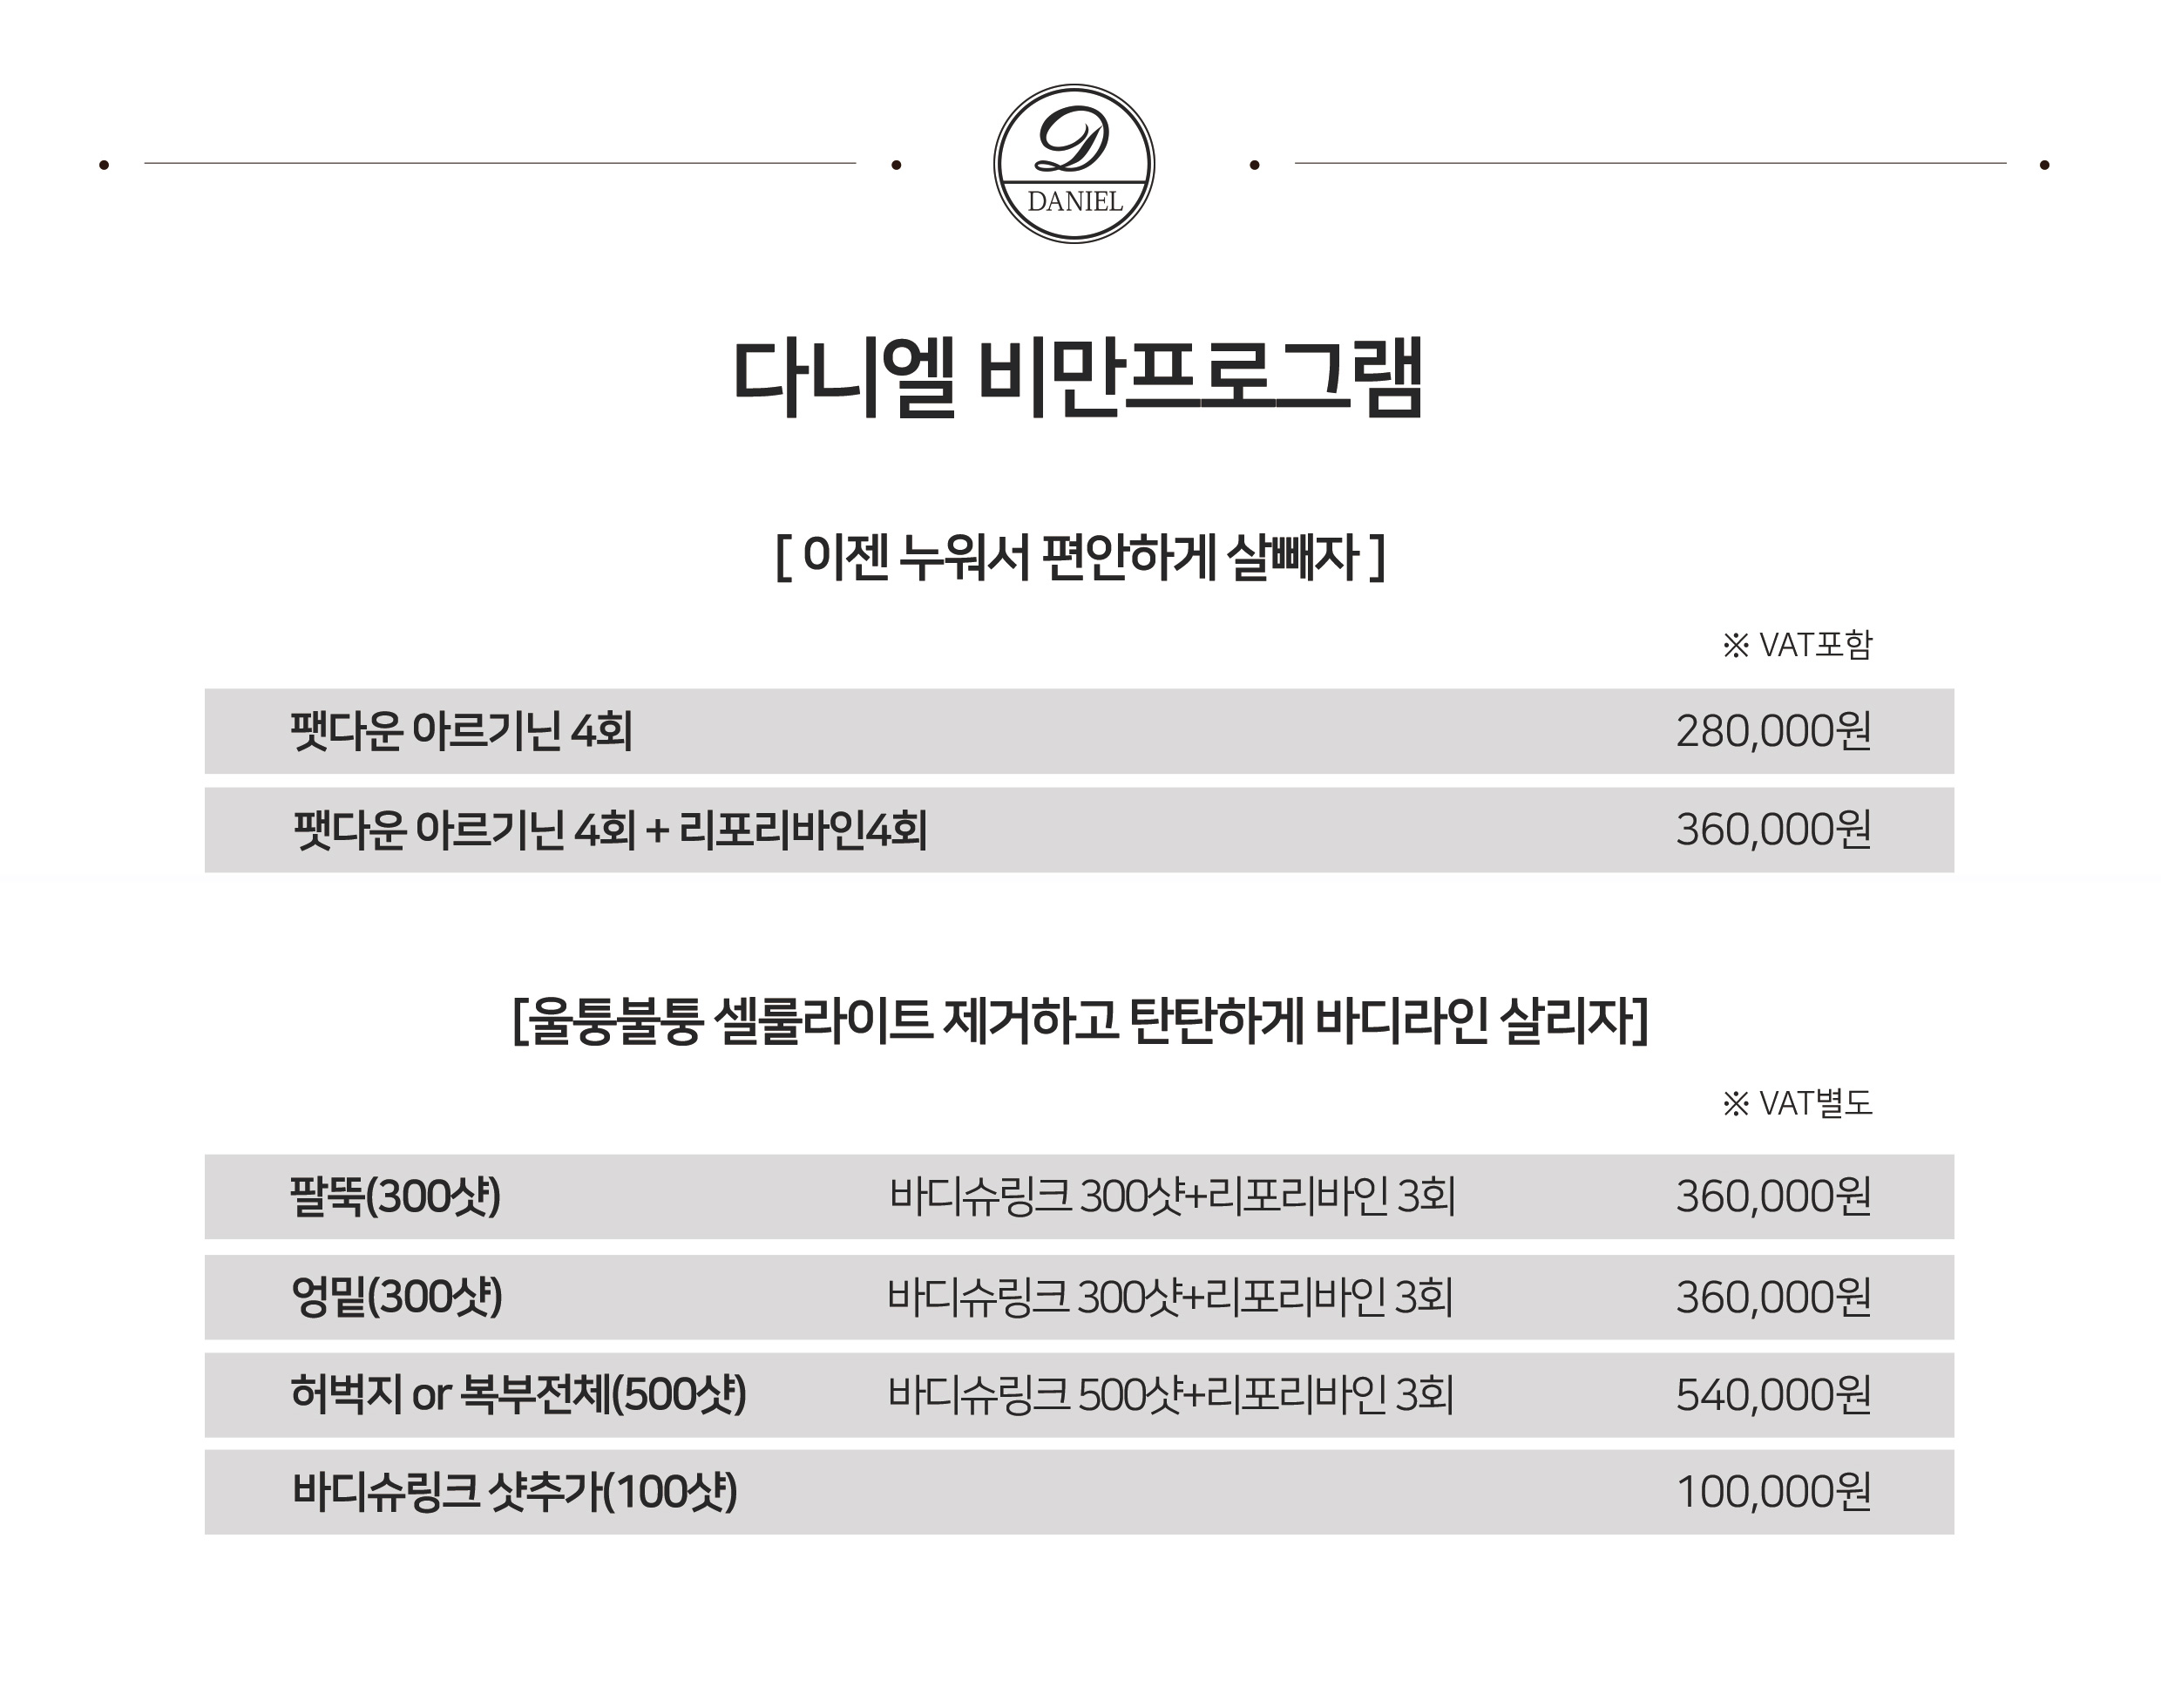 D
DANIEL
다니엘 비만프로그램
[ 이젠 누워서 편안하게 살빼자 ]
※ VAT포함
팻다운 아르기닌 4회 280,000원
팻다운 아르기닌 4회 + 리포리바인4회 360,000원
[울퉁불퉁 셀룰라이트 제거하고 탄탄하게 바디라인 살리자]
※ VAT별도
팔뚝(300샷) 바디슈링크 300샷+리포리바인 3회 360,000원
엉밑(300샷) 바디슈링크 300샷+리포리바인 3회 360,000원
허벅지 or 복부전체(500샷) 바디슈링크 500샷+리포리바인 3회 540,000원
바디슈링크 샷추가(100샷) 100,000원